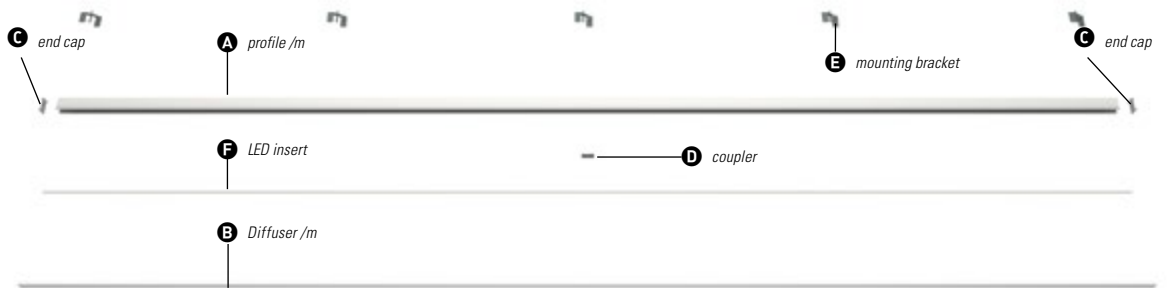 C end cap
A profile /m
E mounting bracket
C end cap
F LED insert
D coupler
B Diffuser /m